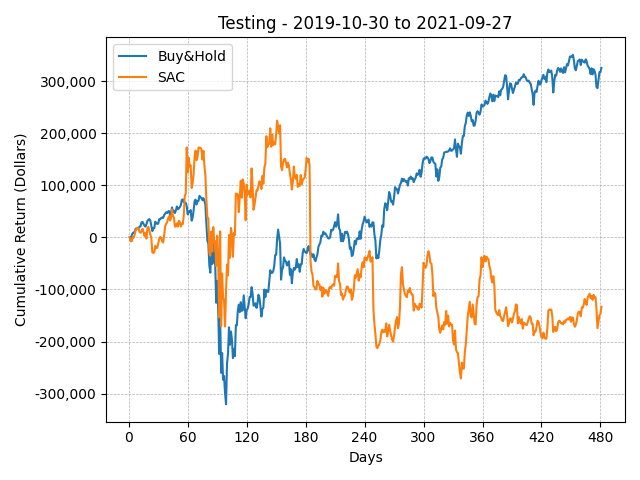 Testing - 2019-10-30 to 2021-09-27
Buy&Hold
SAC
Cumulative Return (Dollars)
300,000
200,000
100,000
0
-100,000
-200,000
-300,000
0 60 120 180 240 300 360 420 480
Days